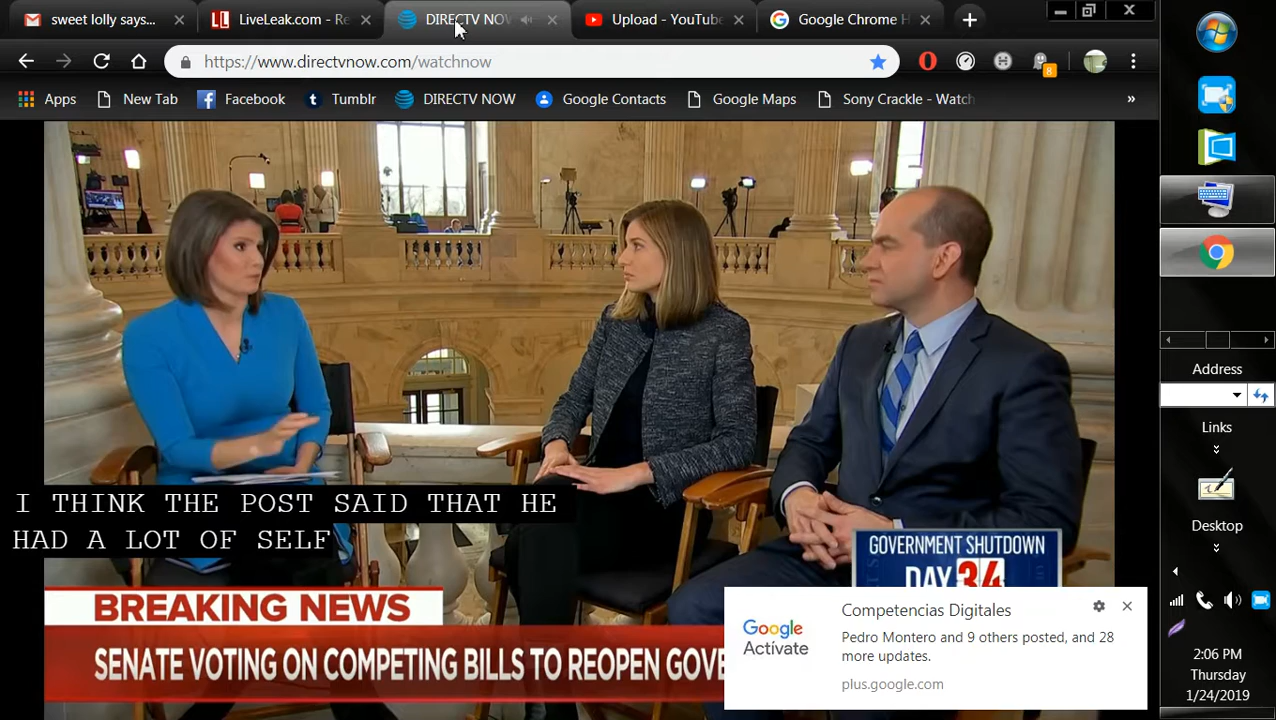 sweet lolly says...
LiveLeak.com - Re
DIRECTV NOW
Upload - YouTube
Google Chrome H
https://www.directvnow.com/watchnow
8
Apps
New Tab
Facebook
Tumblr
DIRECTV NOW
Google Contacts
Google Maps
Sony Crackle - Watch
»
Address
Links
Desktop
I THINK THE POST SAID THAT HE
HAD A LOT OF SELF
GOVERNMENT SHUTDOWN
DAY 34
BREAKING NEWS
SENATE VOTING ON COMPETING BILLS TO REOPEN GOVE
Google
Activate
Competencias Digitales
Pedro Montero and 9 others posted, and 28
more updates.
plus.google.com
2:06 PM
Thursday
1/24/2019